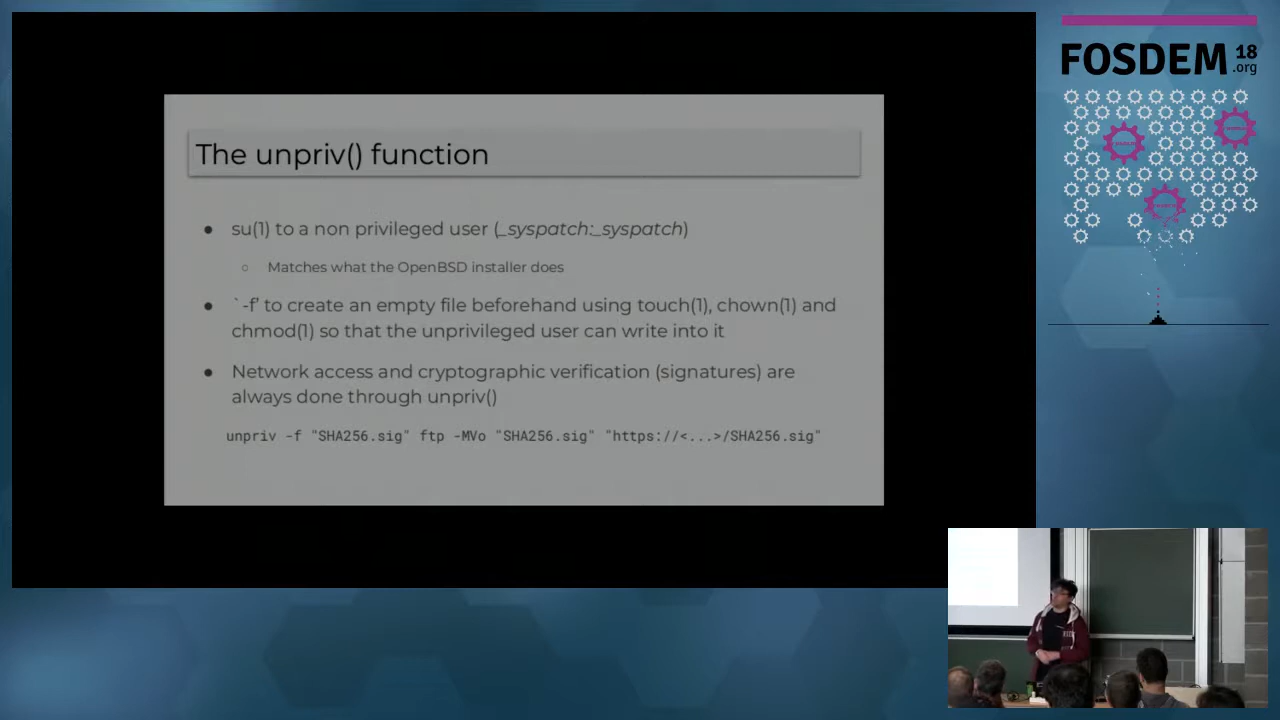 FOSDEM 18
.org
The unpriv() function
● su(1) to a non privileged user (_syspatch:_syspatch)
○ Matches what the OpenBSD installer does
● `-f' to create an empty file beforehand using touch(1), chown(1) and
chmod(1) so that the unprivileged user can write into it
● Network access and cryptographic verification (signatures) are
always done through unpriv()
unpriv -f "SHA256.sig" ftp -MVo "SHA256.sig" "https://<...>/SHA256.sig"